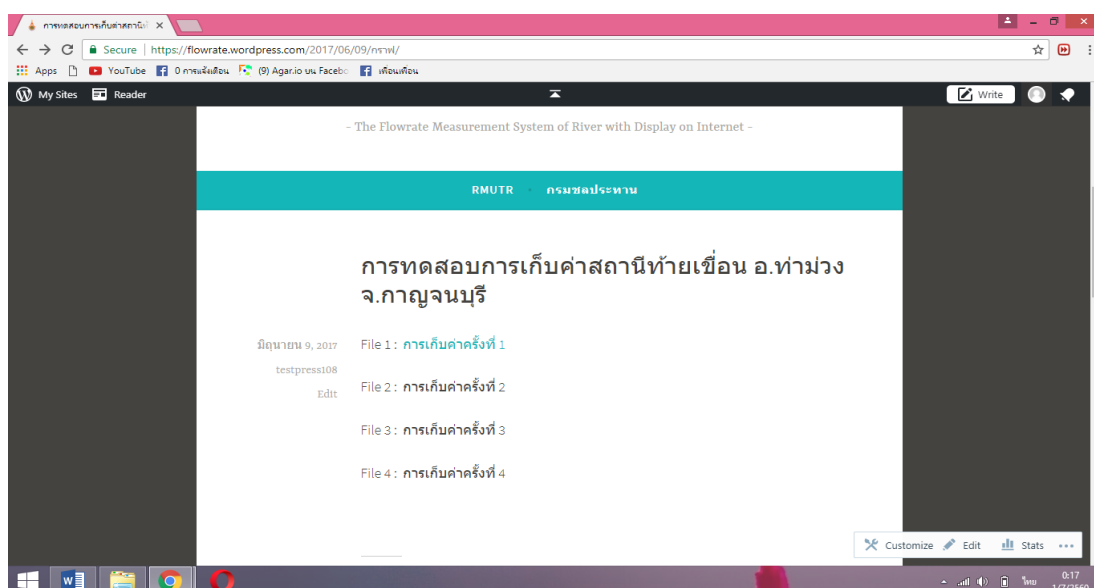 การทดสอบการเก็บค่าสถานี
Secure https://flowrate.wordpress.com/2017/06/09/กราฟ/
Apps YouTube 0 การแจ้งเตือน (9) Agar.io บน Facebo เพื่อนเพื่อน
My Sites Reader Write
- The Flowrate Measurement System of River with Display on Internet -
RMUTR กรมชลประทาน
การทดสอบการเก็บค่าสถานีท้ายเขื่อน อ.ท่าม่วง
จ.กาญจนบุรี
มิถุนายน 9, 2017
testpress108
Edit
File 1 : การเก็บค่าครั้งที่ 1
File 2 : การเก็บค่าครั้งที่ 2
File 3 : การเก็บค่าครั้งที่ 3
File 4 : การเก็บค่าครั้งที่ 4
Customize Edit Stats
ไทย 0:17
1/7/2560